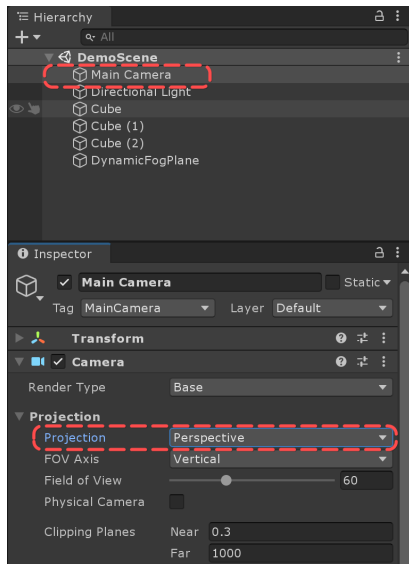 Hierarchy
All
DemoScene
Main Camera
Directional Light
Cube
Cube (1)
Cube (2)
DynamicFogPlane
Inspector
Main Camera Static
Tag MainCamera Layer Default
Transform
Camera
Render Type Base
Projection
Projection Perspective
FOV Axis Vertical
Field of View 60
Physical Camera
Clipping Planes Near 0.3
Far 1000